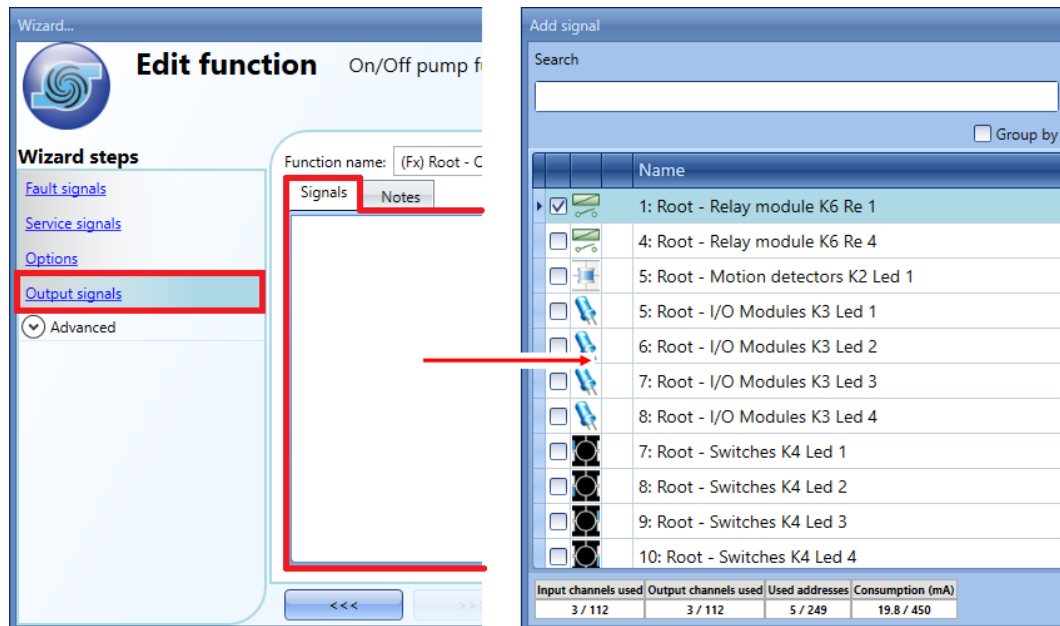 Wizard...
Edit function On/Off pump f
Wizard steps
Fault signals
Service signals
Options
Output signals
Advanced
Function name: (Fx) Root - C
Signals
Notes
<<<
>>
Add signal
Search
Group by
Name
1: Root - Relay module K6 Re 1
4: Root - Relay module K6 Re 4
5: Root - Motion detectors K2 Led 1
5: Root - I/O Modules K3 Led 1
6: Root - I/O Modules K3 Led 2
7: Root - I/O Modules K3 Led 3
8: Root - I/O Modules K3 Led 4
7: Root - Switches K4 Led 1
8: Root - Switches K4 Led 2
9: Root - Switches K4 Led 3
10: Root - Switches K4 Led 4
Input channels used Output channels used Used addresses Consumption (mA)
3 / 112 3 / 112 5 / 249 19.8 / 450